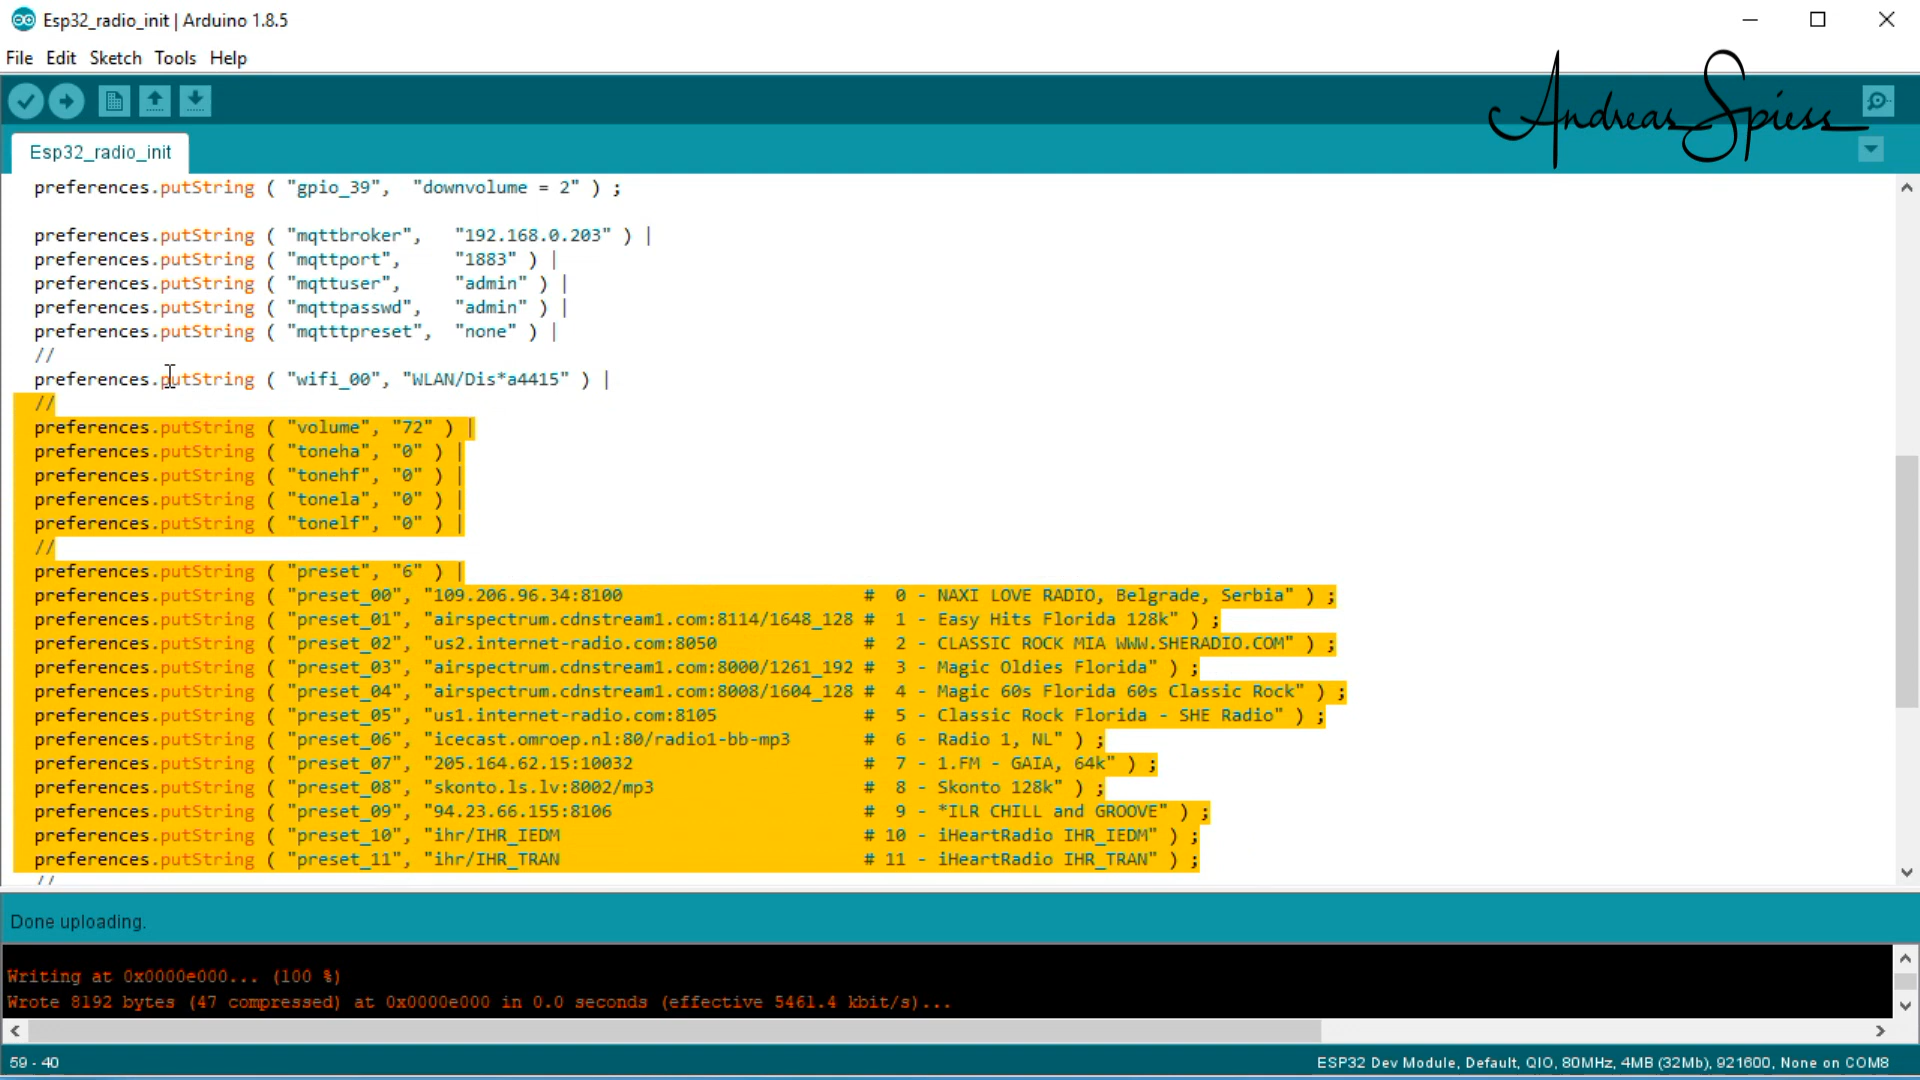 Esp32_radio_init | Arduino 1.8.5
File Edit Sketch Tools Help
Andreas Spiess
Esp32_radio_init
preferences.putString ( "gpio_39", "downvolume = 2" ) ;
preferences.putString ( "mqttbroker", "192.168.0.203" ) |
preferences.putString ( "mqttport", "1883" ) |
preferences.putString ( "mqttuser", "admin" ) |
preferences.putString ( "mqttpasswd", "admin" ) |
preferences.putString ( "mqtttpreset", "none" ) |
//
preferences.putString ( "wifi_00", "WLAN/Dis*a4415" ) |
//
preferences.putString ( "volume", "72" ) |
preferences.putString ( "toneha", "0" ) |
preferences.putString ( "tonehf", "0" ) |
preferences.putString ( "tonela", "0" ) |
preferences.putString ( "tonelf", "0" ) |
//
preferences.putString ( "preset", "6" ) |
preferences.putString ( "preset_00", "109.206.96.34:8100 # 0 - NAXI LOVE RADIO, Belgrade, Serbia" ) ;
preferences.putString ( "preset_01", "airspectrum.cdnstream1.com:8114/1648_128 # 1 - Easy Hits Florida 128k" ) ;
preferences.putString ( "preset_02", "us2.internet-radio.com:8050 # 2 - CLASSIC ROCK MIA WWW.SHERADIO.COM" ) ;
preferences.putString ( "preset_03", "airspectrum.cdnstream1.com:8000/1261_192 # 3 - Magic Oldies Florida" ) ;
preferences.putString ( "preset_04", "airspectrum.cdnstream1.com:8008/1604_128 # 4 - Magic 60s Florida 60s Classic Rock" ) ;
preferences.putString ( "preset_05", "us1.internet-radio.com:8105 # 5 - Classic Rock Florida - SHE Radio" ) ;
preferences.putString ( "preset_06", "icecast.omroep.nl:80/radio1-bb-mp3 # 6 - Radio 1, NL" ) ;
preferences.putString ( "preset_07", "205.164.62.15:10032 # 7 - 1.FM - GAIA, 64k" ) ;
preferences.putString ( "preset_08", "skonto.ls.lv:8002/mp3 # 8 - Skonto 128k" ) ;
preferences.putString ( "preset_09", "94.23.66.155:8106 # 9 - *ILR CHILL and GROOVE" ) ;
preferences.putString ( "preset_10", "ihr/IHR_IEDM # 10 - iHeartRadio IHR_IEDM" ) ;
preferences.putString ( "preset_11", "ihr/IHR_TRAN # 11 - iHeartRadio IHR_TRAN" ) ;
//
Done uploading.
Writing at 0x0000e000... (100 %)
Wrote 8192 bytes (47 compressed) at 0x0000e000 in 0.0 seconds (effective 5461.4 kbit/s)...
59 - 40
ESP32 Dev Module, Default, QIO, 80MHz, 4MB (32Mb), 921600, None on COM8